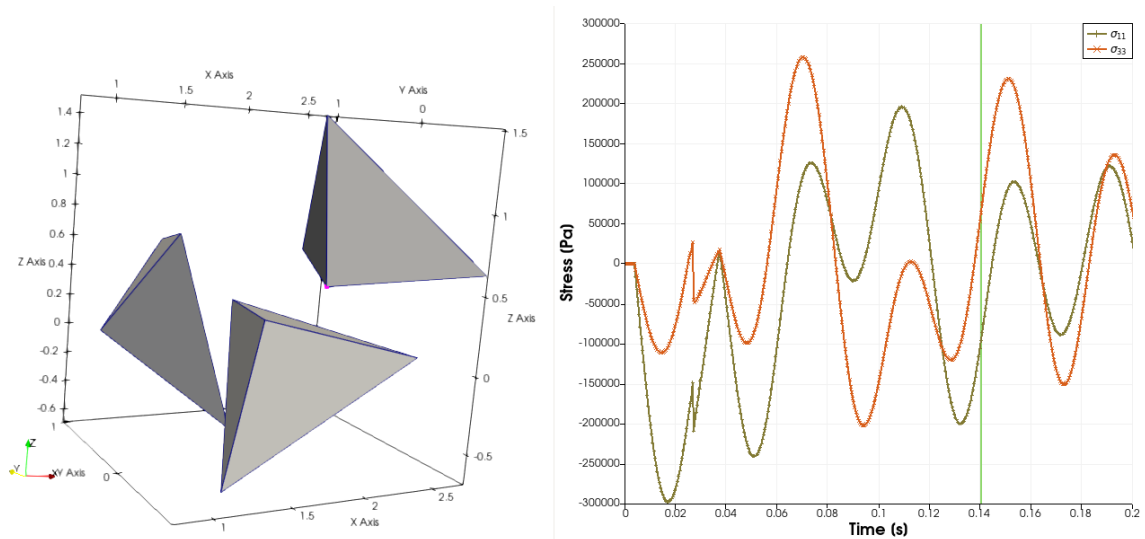 X Axis
1
1.5
2
2.5
1
Y Axis
0
1.5
1.4
1.2
1
0.8
0.6
0.4
0.2
0
-0.2
-0.4
-0.6
Z Axis
1
0.5
Z Axis
0
-0.5
1
Y Axis
0
1
1.5
2
2.5
X Axis
Z
Y
X
300000
250000
200000
150000
100000
50000
0
-50000
-100000
-150000
-200000
-250000
-300000
Stress (Pa)
σ₁₁
σ₃₃
0 0.02 0.04 0.06 0.08 0.1 0.12 0.14 0.16 0.18 0.2
Time (s)